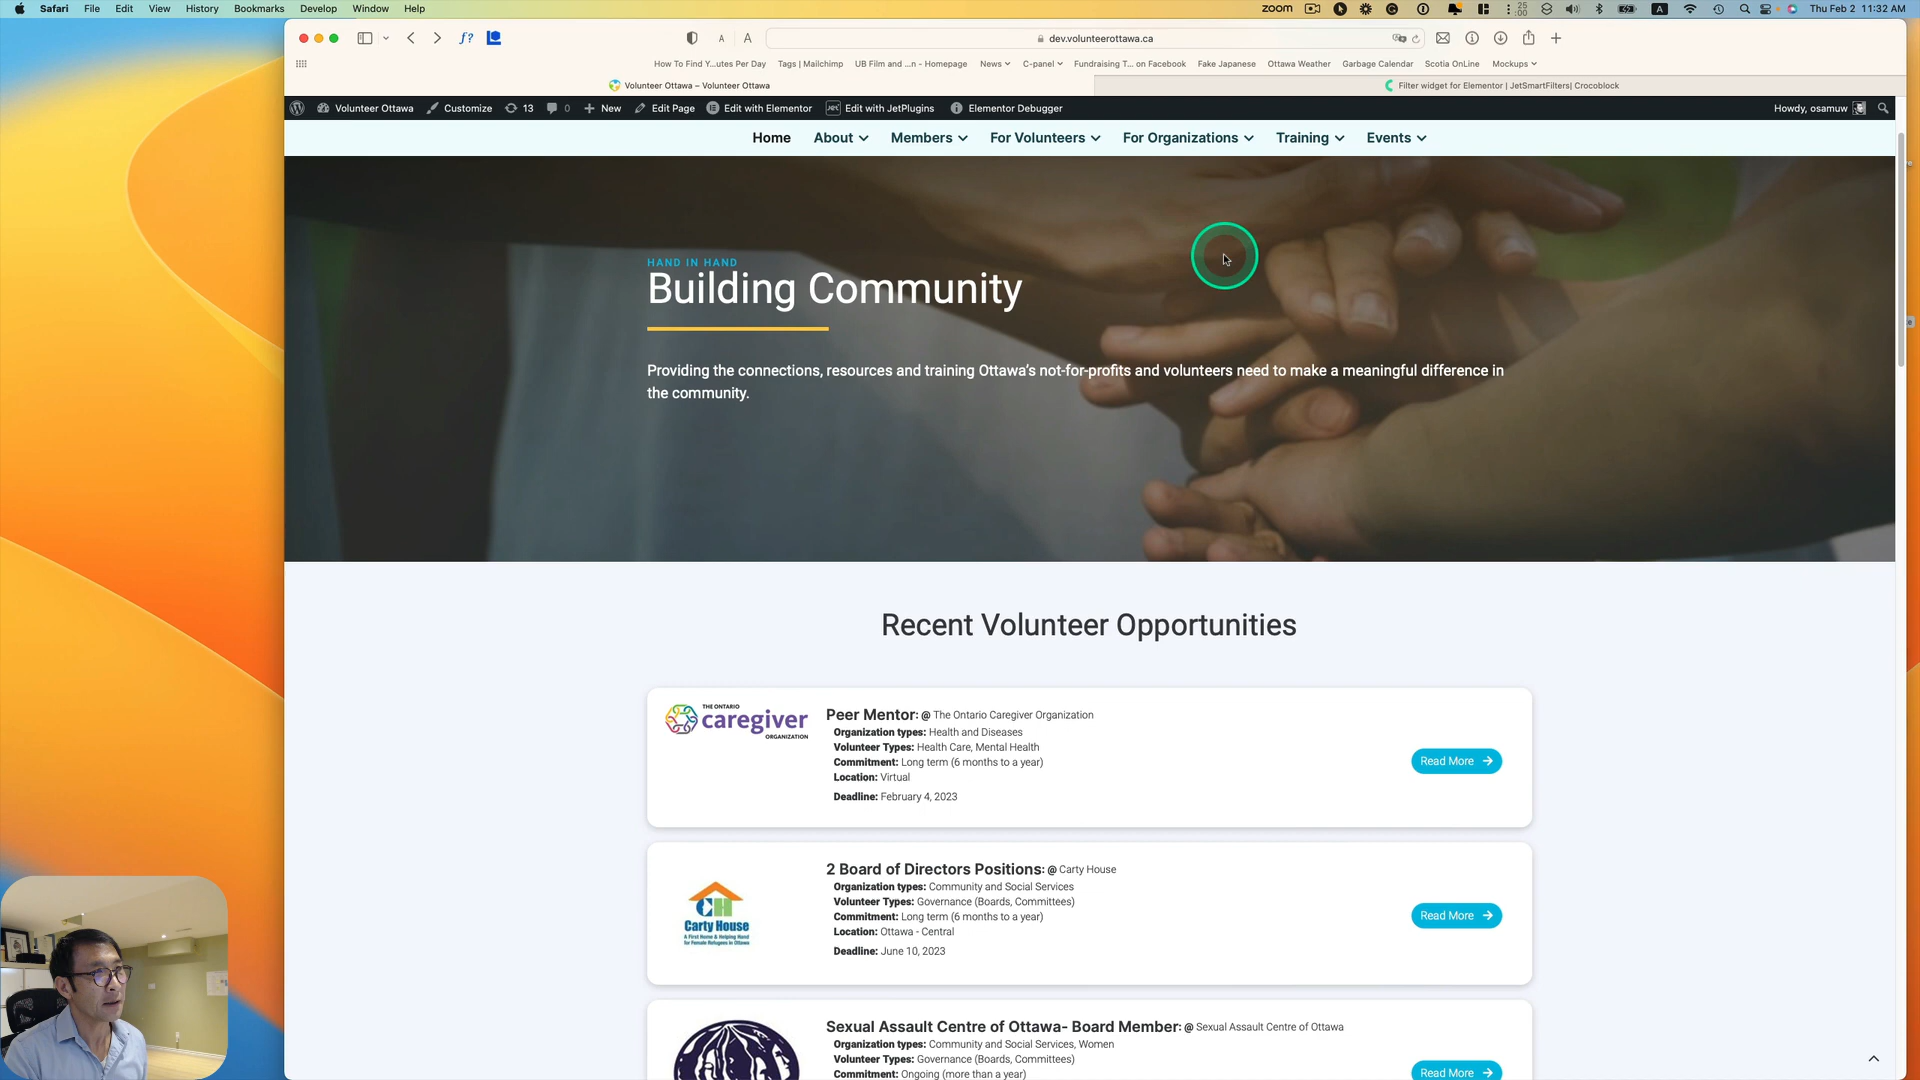 Safari File Edit View History Bookmarks Develop Window Help
zoom 25 :00 A Thu Feb 2 11:32 AM
f? A A dev.volunteerottawa.ca
How To Find Y...utes Per Day Tags | Mailchimp UB Film and ...n - Homepage News C-panel Fundraising T... on Facebook Fake Japanese Ottawa Weather Garbage Calendar Scotia OnLine Mockups
Volunteer Ottawa – Volunteer Ottawa Filter widget for Elementor | JetSmartFilters| Crocoblock
Volunteer Ottawa Customize 13 0 New Edit Page Edit with Elementor Edit with JetPlugins Elementor Debugger Howdy, osamuw
Home About Members For Volunteers For Organizations Training Events
HAND IN HAND
Building Community
Providing the connections, resources and training Ottawa's not-for-profits and volunteers need to make a meaningful difference in
the community.
Recent Volunteer Opportunities
THE ONTARIO
caregiver
ORGANIZATION
Peer Mentor: @ The Ontario Caregiver Organization
Organization types: Health and Diseases
Volunteer Types: Health Care, Mental Health
Commitment: Long term (6 months to a year)
Location: Virtual
Deadline: February 4, 2023
Read More
CH
Carty House
A First Home & Helping Hand
for Female Refugees in Ottawa
2 Board of Directors Positions: @ Carty House
Organization types: Community and Social Services
Volunteer Types: Governance (Boards, Committees)
Commitment: Long term (6 months to a year)
Location: Ottawa - Central
Deadline: June 10, 2023
Read More
Sexual Assault Centre of Ottawa- Board Member: @ Sexual Assault Centre of Ottawa
Organization types: Community and Social Services, Women
Volunteer Types: Governance (Boards, Committees)
Commitment: Ongoing (more than a year)
Read More